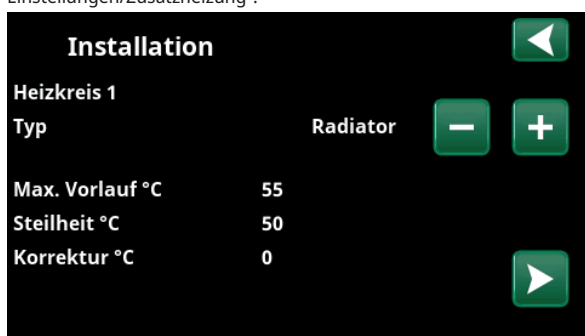 Einstellungen/Zusatzheizung".
Installation
Heizkreis 1
Typ Radiator
Max. Vorlauf °C 55
Steilheit °C 50
Korrektur °C 0